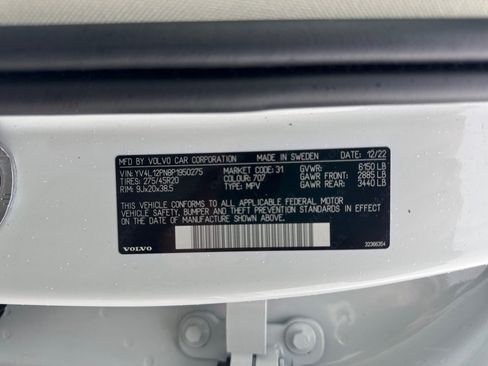 MFD BY VOLVO CAR CORPORATION MADE IN SWEDEN DATE: 12/22
VIN: YV4L12PN8P1950275 MARKET CODE: 31 GVWR: 6150 LB
TIRES: 275/45R20 COLOUR: 707 GAWR FRONT: 2885 LB
RIM: 9Jx20x38.5 TYPE: MPV GAWR REAR: 3440 LB
THIS VEHICLE CONFORMS TO ALL APPLICABLE FEDERAL MOTOR
VEHICLE SAFETY, BUMPER AND THEFT PREVENTION STANDARDS IN EFFECT ON THE
DATE OF MANUFACTURE SHOWN ABOVE.
VOLVO 32366354